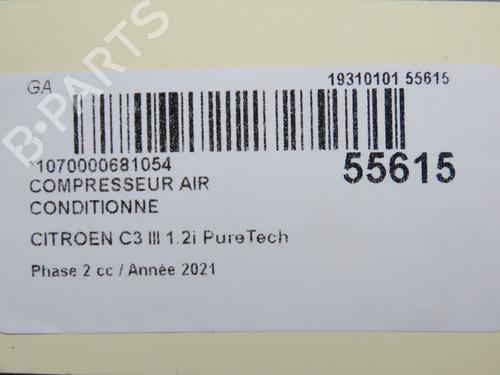 GA
19310101 55615
*1070000681054
55615
COMPRESSEUR AIR
CONDITIONNE
CITROEN C3 III 1.2i PureTech
Phase 2 cc / Année 2021
B-PARTS